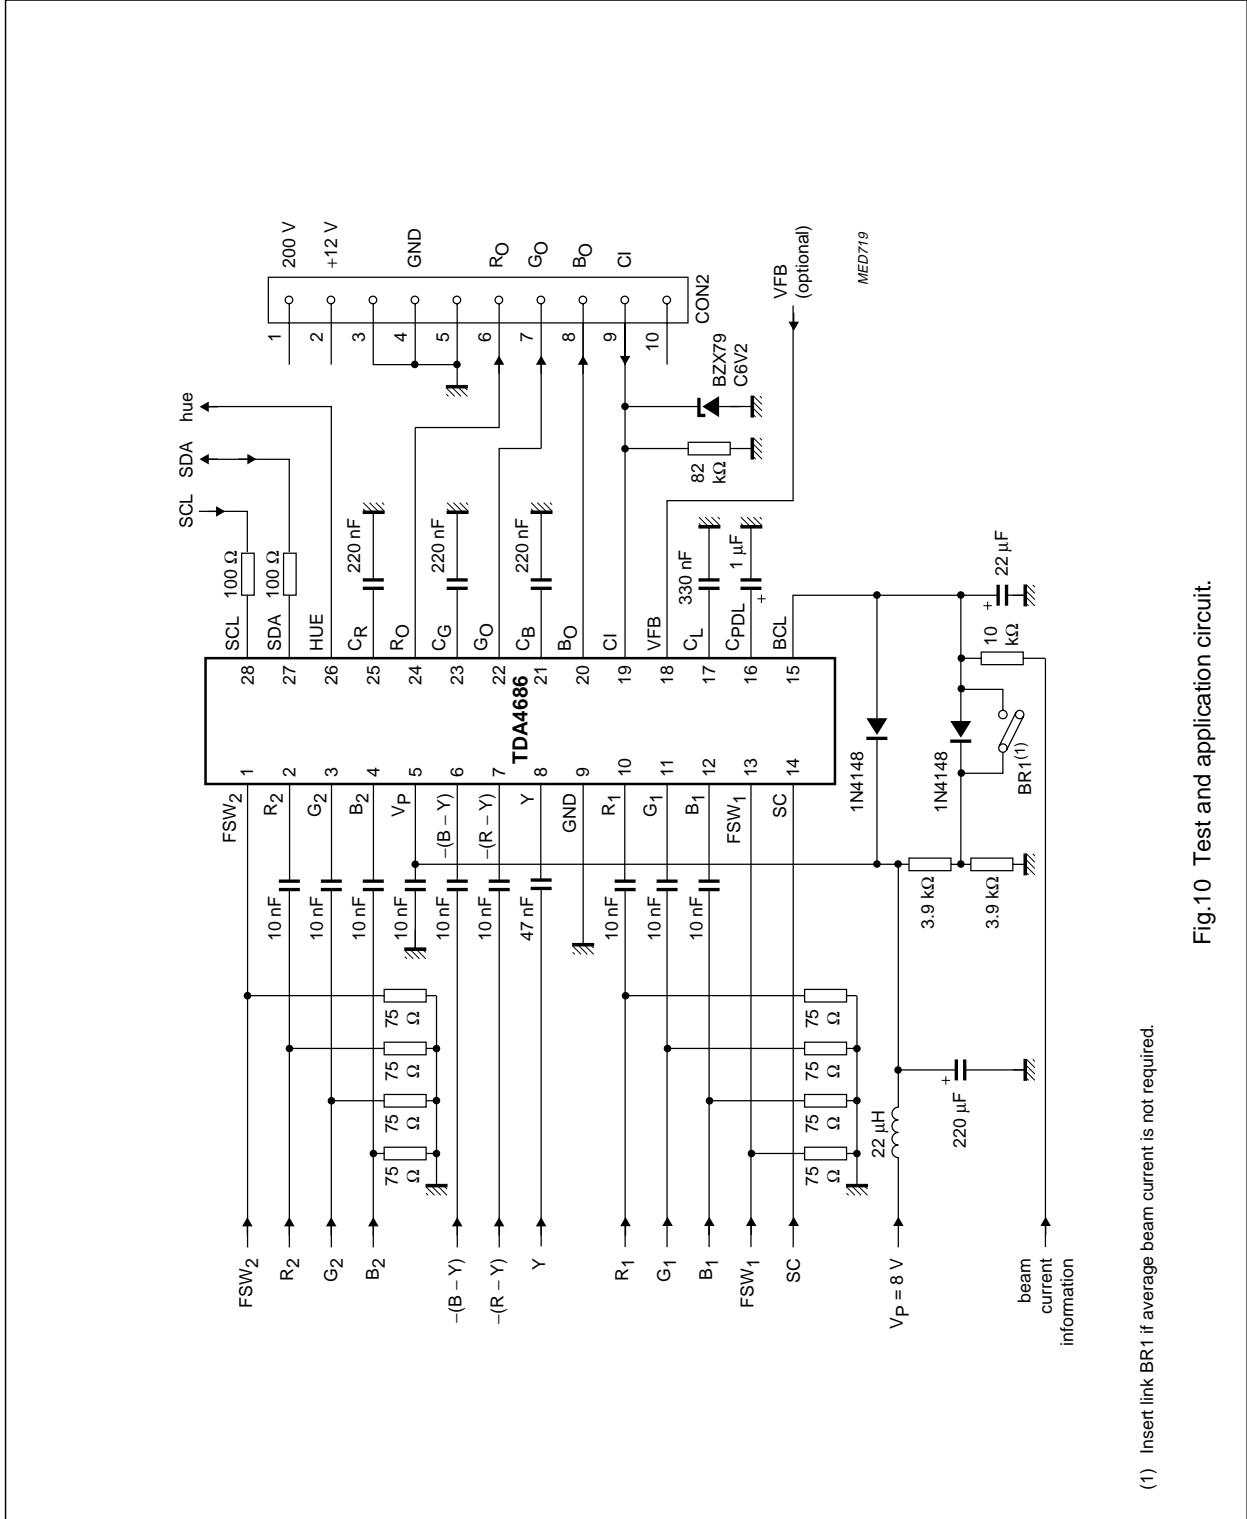 SCL
SDA
hue
200 V
+12 V
GND
RO
GO
BO
CI
1
2
3
4
5
6
7
8
9
10
CON2
100 Ω
100 Ω
220 nF
220 nF
220 nF
82
kΩ
BZX79
C6V2
330 nF
1 µF
+
VFB
(optional)
MED719
SCL
SDA
HUE
CR
RO
CG
GO
CB
BO
CI
VFB
CL
CPDL
BCL
28
27
26
25
24
23
22
21
20
19
18
17
16
15
TDA4686
1
2
3
4
5
6
7
8
9
10
11
12
13
14
FSW2
R2
G2
B2
VP
−(B − Y)
−(R − Y)
Y
GND
R1
G1
B1
FSW1
SC
10 nF
10 nF
10 nF
10 nF
10 nF
10 nF
47 nF
10 nF
10 nF
10 nF
1N4148
1N4148
BR1(1)
10
kΩ
+
22 µF
3.9 kΩ
3.9 kΩ
75
Ω
75
Ω
75
Ω
75
Ω
75
Ω
75
Ω
75
Ω
75
Ω
22 µH
+
220 µF
FSW2
R2
G2
B2
−(B − Y)
−(R − Y)
Y
R1
G1
B1
FSW1
SC
VP = 8 V
beam
current
information
(1) Insert link BR1 if average beam current is not required.
Fig.10 Test and application circuit.